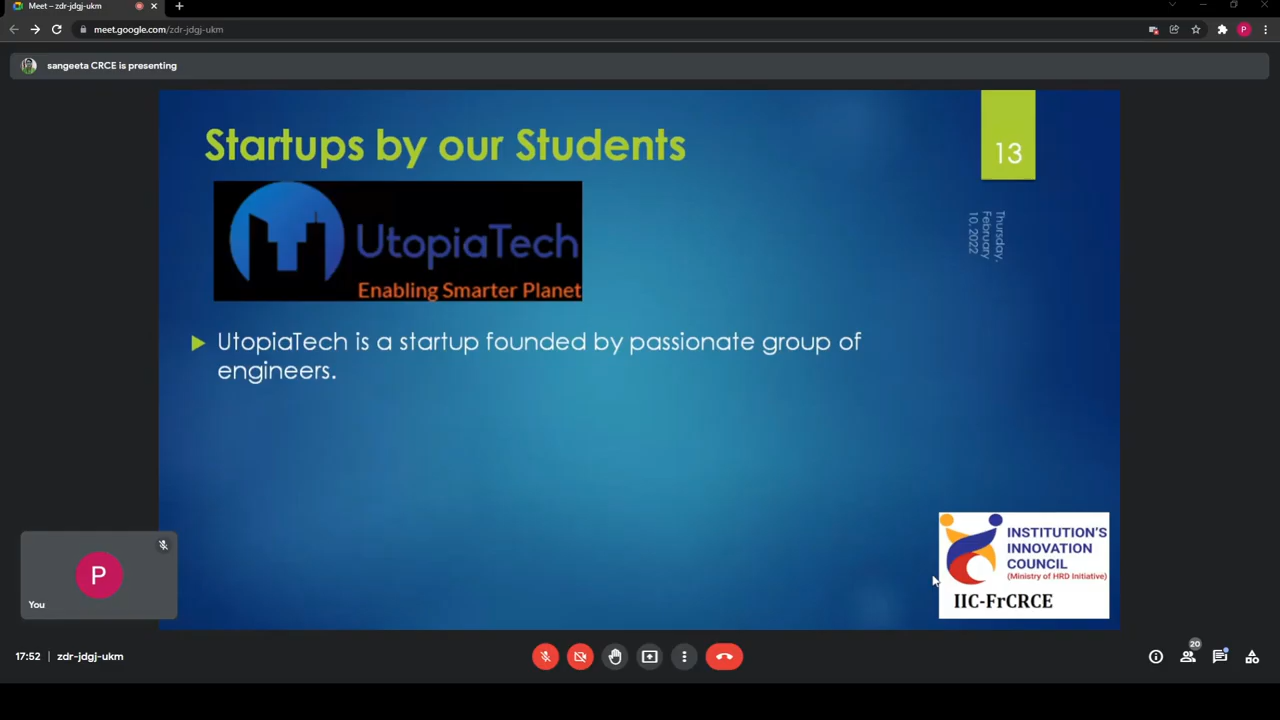 Meet – zdr-jdgj-ukm
meet.google.com/zdr-jdgj-ukm
P
sangeeta CRCE is presenting
Startups by our Students
13
Thursday,
February
10, 2022
UtopiaTech
Enabling Smarter Planet
UtopiaTech is a startup founded by passionate group of
engineers.
INSTITUTION'S
INNOVATION
COUNCIL
(Ministry of HRD Initiative)
IIC-FrCRCE
P
You
17:52 | zdr-jdgj-ukm
20